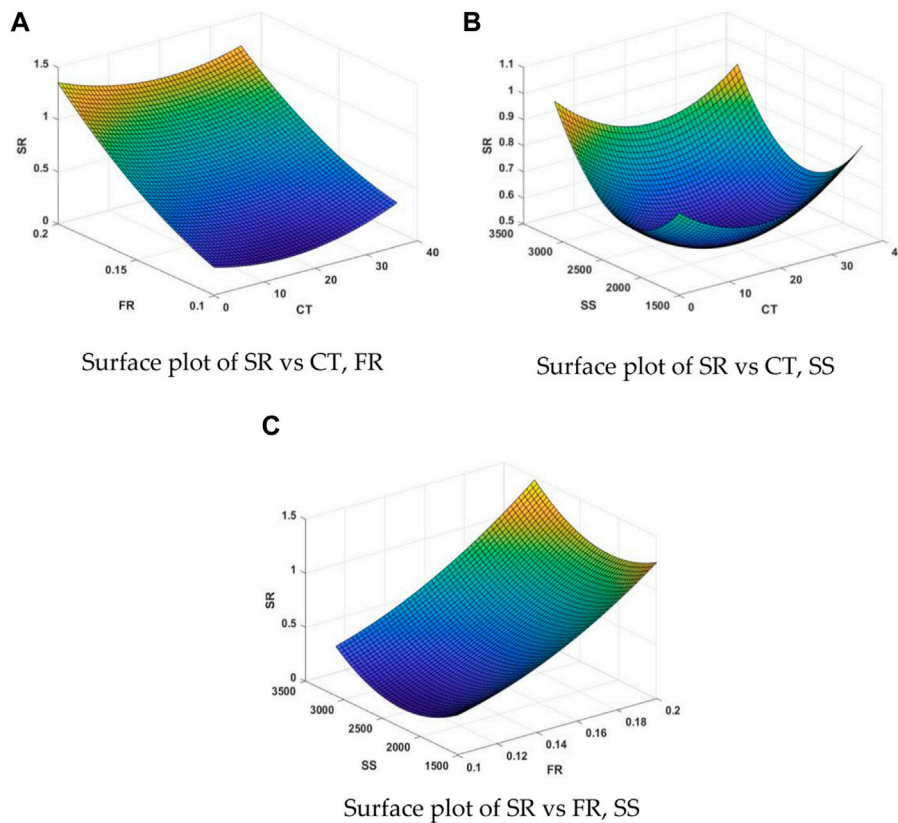 A
1.5
1
0.5
0
SR
0.2
0.15
0.1
FR
0
10
20
30
40
CT
Surface plot of SR vs CT, FR
B
1.1
1
0.9
0.8
0.7
0.6
0.5
SR
3500
3000
2500
2000
1500
SS
0
10
20
30
4
CT
Surface plot of SR vs CT, SS
C
1.5
1
0.5
0
SR
3500
3000
2500
2000
1500
SS
0.1
0.12
0.14
0.16
0.18
0.2
FR
Surface plot of SR vs FR, SS